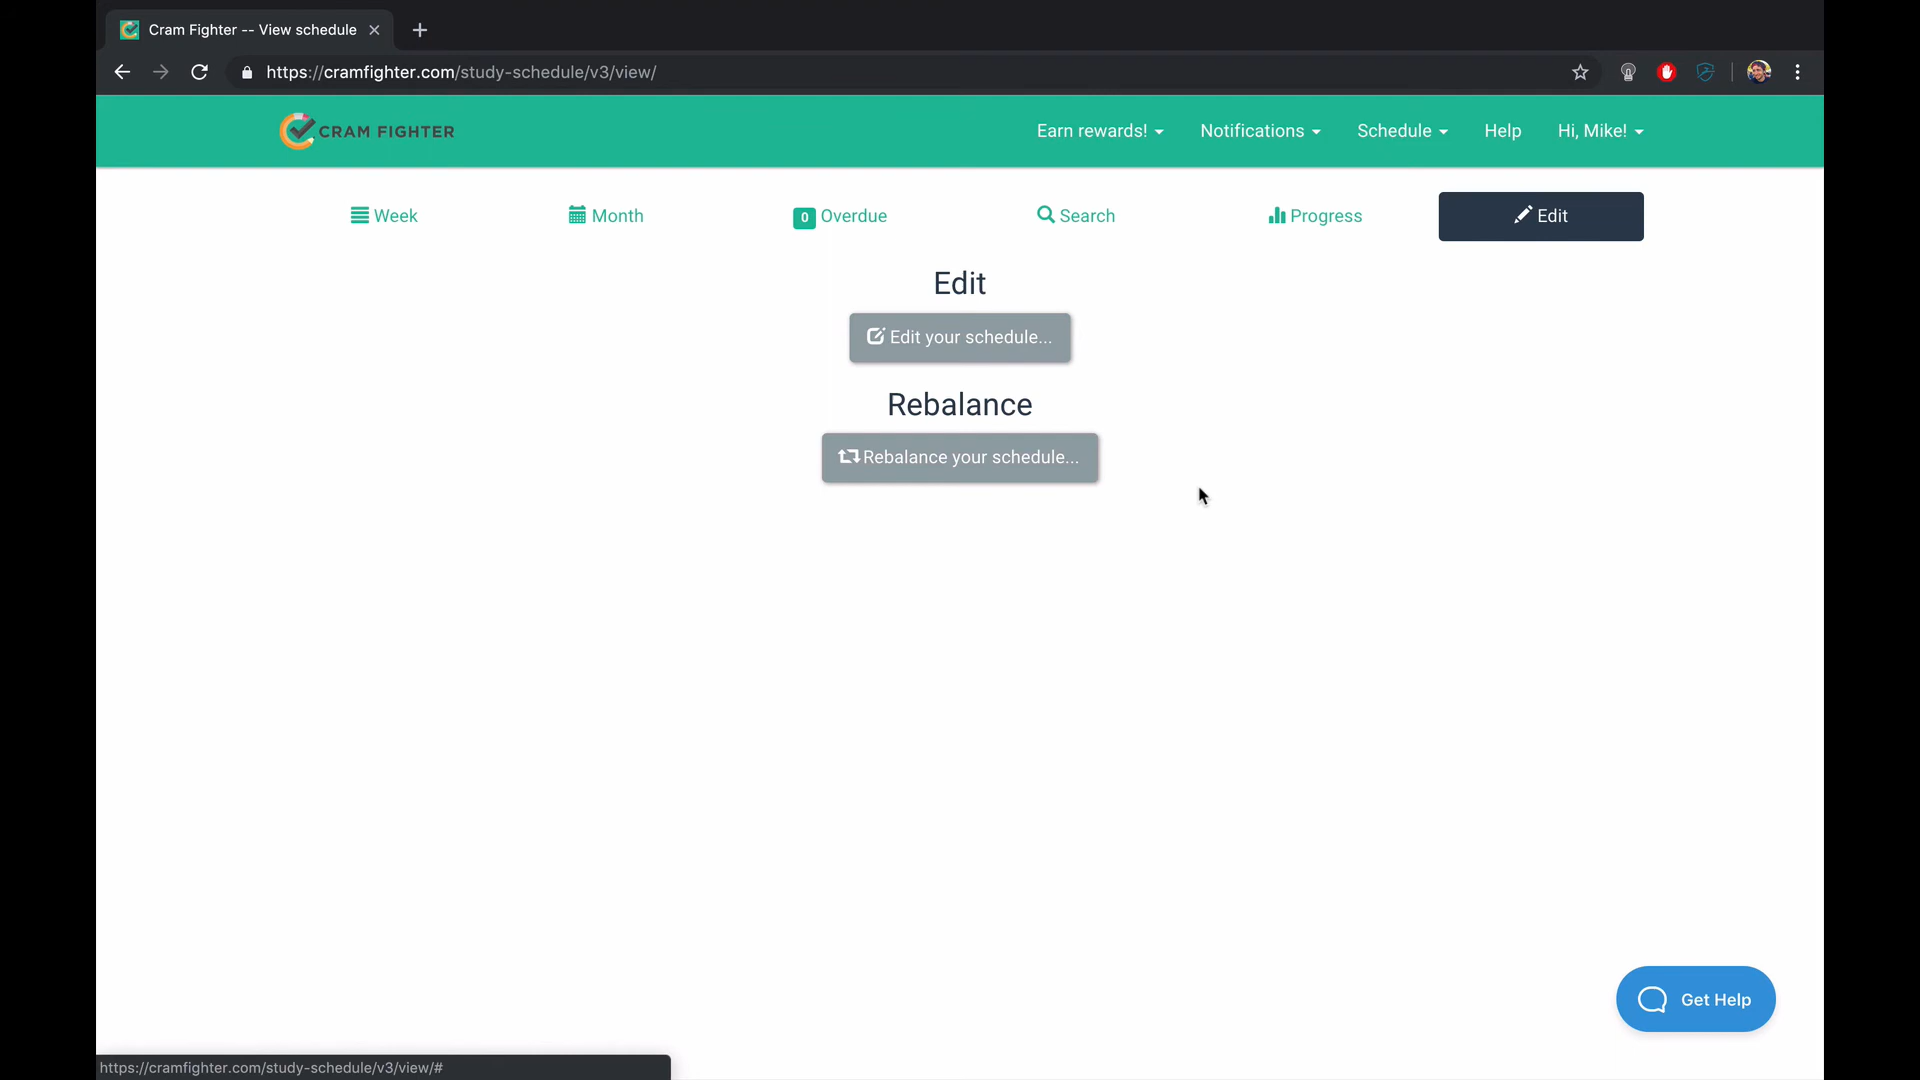 Cram Fighter -- View schedule
https://cramfighter.com/study-schedule/v3/view/
CRAM FIGHTER
Earn rewards! Notifications Schedule Help Hi, Mike!
Week Month 0 Overdue Search Progress Edit
Edit
Edit your schedule...
Rebalance
Rebalance your schedule...
Get Help
https://cramfighter.com/study-schedule/v3/view/#